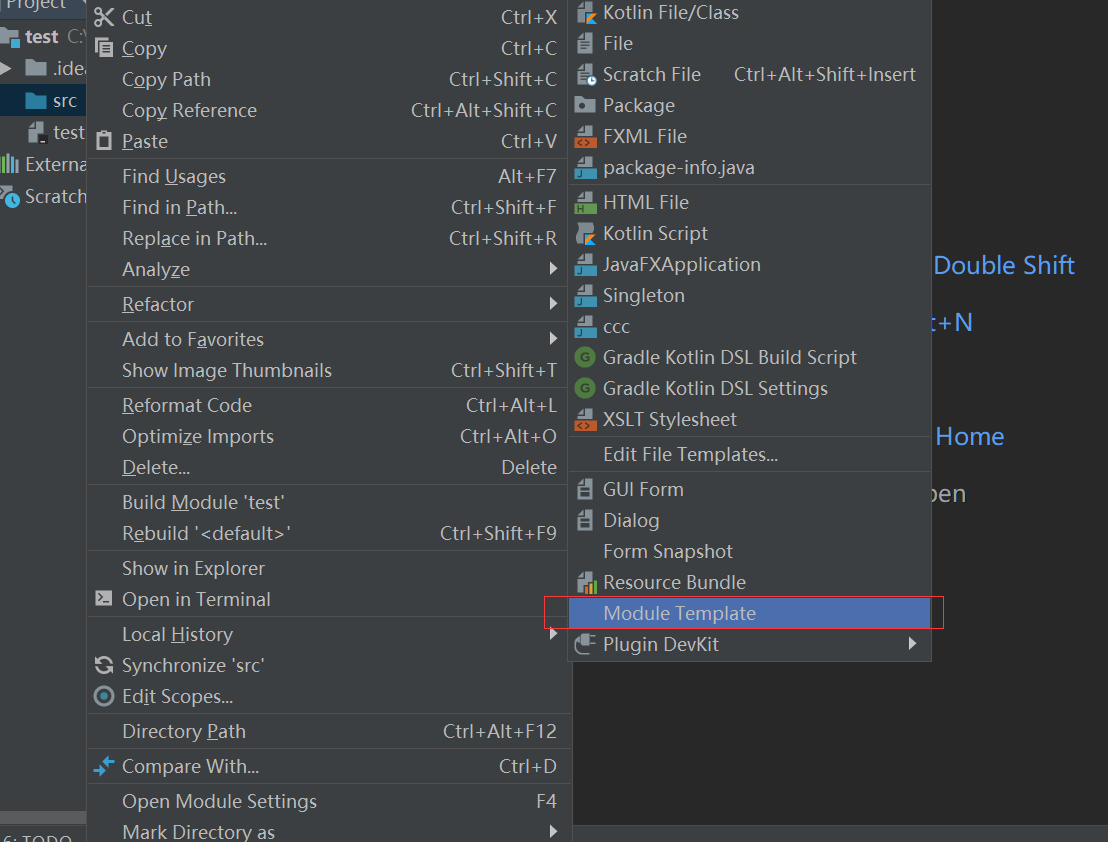 Project
test
.idea
src
test
Cut Ctrl+X
Copy Ctrl+C
Copy Path Ctrl+Shift+C
Copy Reference Ctrl+Alt+Shift+C
Paste Ctrl+V
Find Usages Alt+F7
Find in Path... Ctrl+Shift+F
Replace in Path... Ctrl+Shift+R
Analyze
Refactor
Add to Favorites
Show Image Thumbnails Ctrl+Shift+T
Reformat Code Ctrl+Alt+L
Optimize Imports Ctrl+Alt+O
Delete... Delete
Build Module 'test'
Rebuild '<default>' Ctrl+Shift+F9
Show in Explorer
Open in Terminal
Local History
Synchronize 'src'
Edit Scopes...
Directory Path Ctrl+Alt+F12
Compare With... Ctrl+D
Open Module Settings F4
Mark Directory as
Kotlin File/Class
File
Scratch File Ctrl+Alt+Shift+Insert
Package
FXML File
package-info.java
HTML File
Kotlin Script
JavaFXApplication
Singleton
ccc
Gradle Kotlin DSL Build Script
Gradle Kotlin DSL Settings
XSLT Stylesheet
Edit File Templates...
GUI Form
Dialog
Form Snapshot
Resource Bundle
Module Template
Plugin DevKit
Double Shift
+N
Home